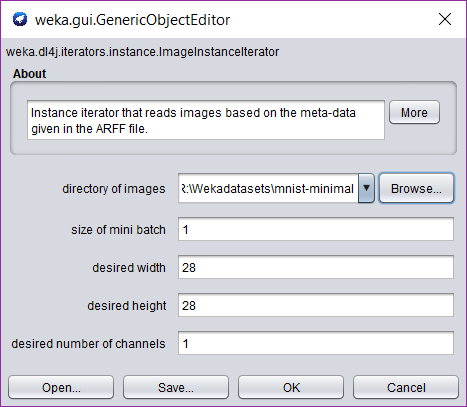 weka.gui.GenericObjectEditor
weka.dl4j.iterators.instance.ImageInstanceIterator
About
Instance iterator that reads images based on the meta-data
given in the ARFF file.
More
directory of images R:\Wekadatasets\mnist-minimal Browse...
size of mini batch 1
desired width 28
desired height 28
desired number of channels 1
Open... Save... OK Cancel